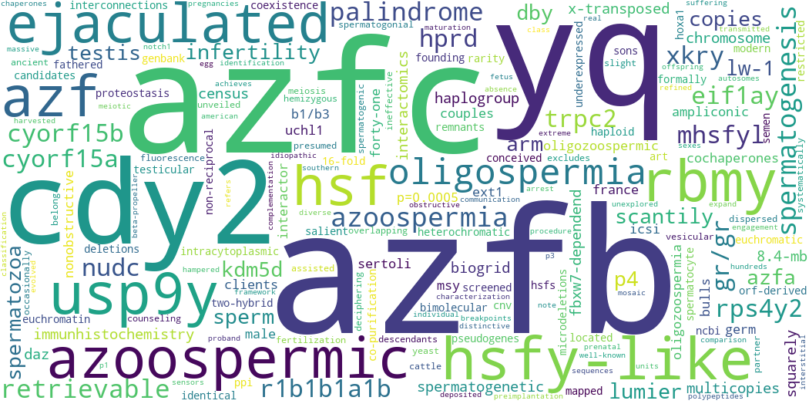 chaperones interconnections pregnancies coexistence
ejaculated palindrome dby x-transposed
maturation spermatogonial
hoxa1 real suffering transmitted
massive notch1 genbank
ancient egg identification
testis infertility
candidates fathered
hprd founding rarity
yq sons slight underexpressed
copies chromosome modern
xkry lw-1
formally offspring refined
spermatogenesis restricted
azfc
azf proteostasis census
achieves unveiled american
meiosis hemizygous meiotic
b1/b3 uchl1 presumed
couples forty-one
spermatogenic ineffective
interactomics
haplogroup remnants
trpc2 haploid
eif1ay ampliconic
absence autosomes
arm oligozoospermic
mhsfyl semen sexes
cyorf15b
cyorf15a
harvested
fluorescence refers
testicular belong
non-reciprocal idiopathic
16-fold southern
complementation
conceived excludes art
extreme fetus
cochaperones
cdy2
hsf
oligospermia
p=0.0005 ext1 communication
rbmy
azoospermia
interactor diverse obstructive
france icsi
scantily unexplored expand
arrest procedure
dispersed engagement
salient overlapping heterochromatic
nonobstructive
deletions
beta-propeller
intracytoplasmic
classification occasionally
spermatozoa
nudc kdm5d
hampered assisted
sertoli biogrid
azfb
vesicular euchromatic
hundreds
fbxw7-dependend
microdeletions
p4 p3
gr/gr 8.4-mb
azfa
oligozoospermia
spermatocyte
systematically
usp9y
clients two-hybrid
sperm
framework
deciphering
co-purification
msy screened hsfs
bimolecular cnv
characterization note
mosaic
located prenatal
bulls orf-derived
rps4y2
euchromatin counseling male
immunohistochemistry
fertilization
individual breakpoints
distinctive
pseudogenes well-known
ncbi germ
comparison partner
squarely interstitial
daz proband p1
azoospermic
descendants yeast
cattle
hsfy-like
multicopies
retrievable
sensors ppi
identical
r1b1b1a1b
spermatogenetic
deposited preimplantation
mapped
lumier
sequences units
polypeptides